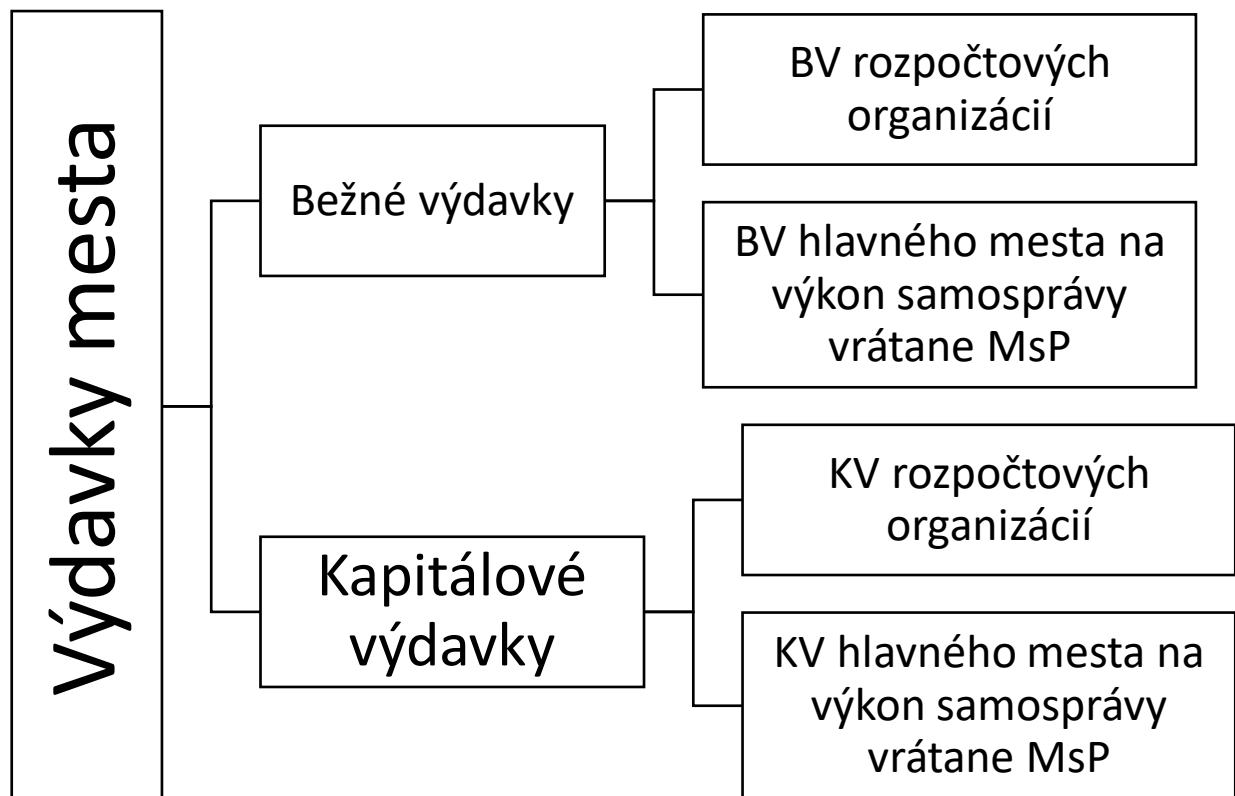 Výdavky mesta
Bežné výdavky
BV rozpočtových
organizácií
BV hlavného mesta na
výkon samosprávy
vrátane MsP
Kapitálové
výdavky
KV rozpočtových
organizácií
KV hlavného mesta na
výkon samosprávy
vrátane MsP